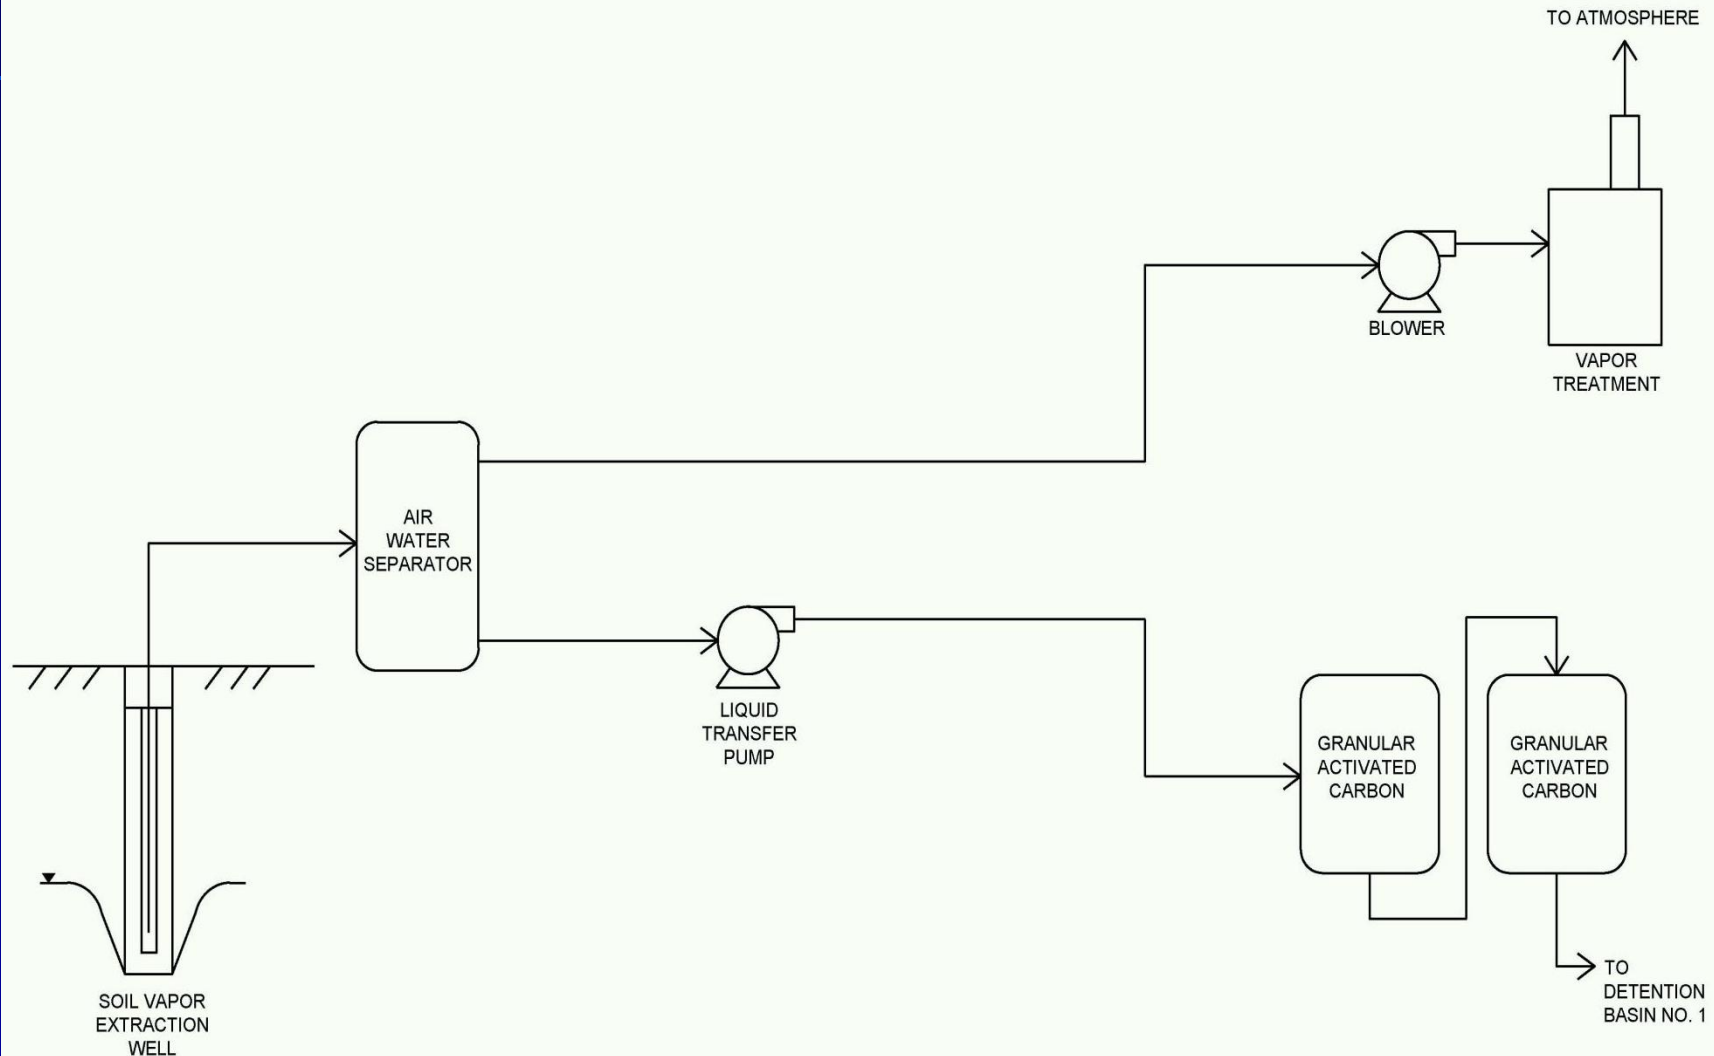 TO ATMOSPHERE
BLOWER
VAPOR
TREATMENT
AIR
WATER
SEPARATOR
LIQUID
TRANSFER
PUMP
GRANULAR
ACTIVATED
CARBON
GRANULAR
ACTIVATED
CARBON
TO
DETENTION
BASIN NO. 1
SOIL VAPOR
EXTRACTION
WELL